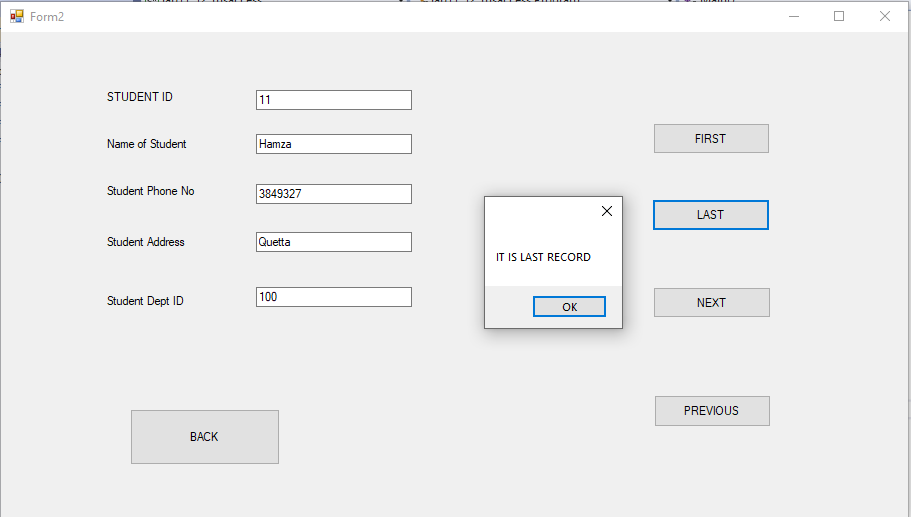 Form2
STUDENT ID
11
Name of Student
Hamza
Student Phone No
3849327
Student Address
Quetta
Student Dept ID
100
IT IS LAST RECORD
OK
FIRST
LAST
NEXT
PREVIOUS
BACK